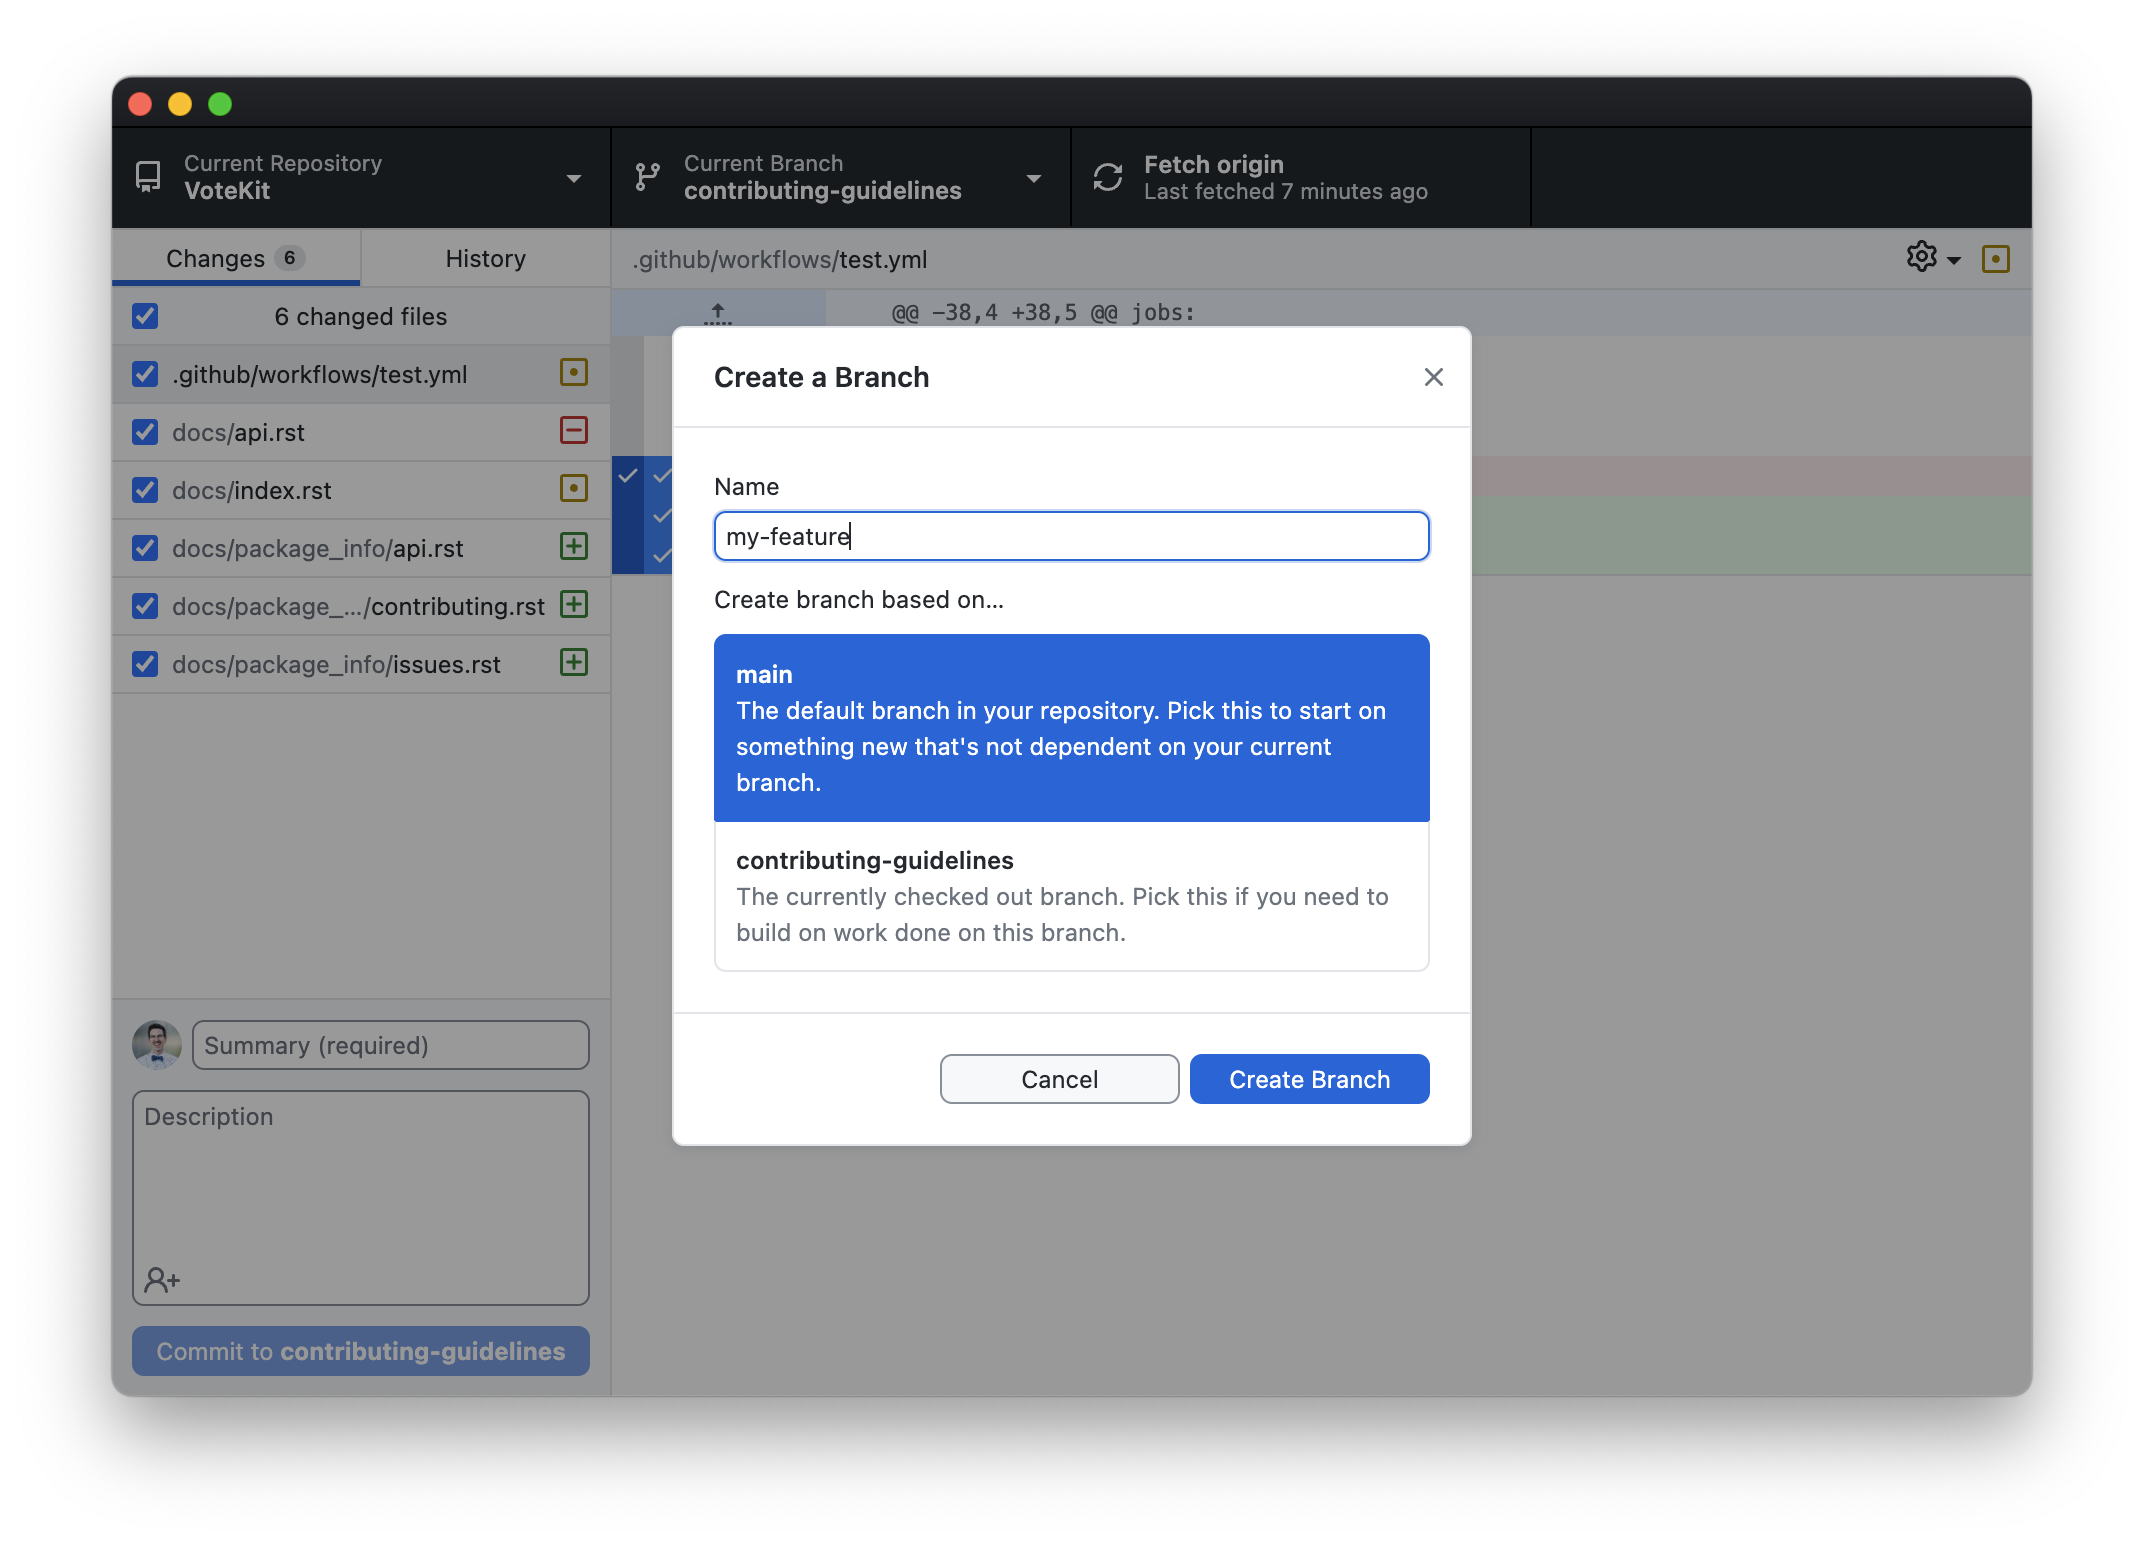 Current Repository
VoteKit
Current Branch
contributing-guidelines
Fetch origin
Last fetched 7 minutes ago
Changes 6
History
.github/workflows/test.yml
6 changed files
@@ -38,4 +38,5 @@ jobs:
.github/workflows/test.yml
docs/api.rst
docs/index.rst
docs/package_info/api.rst
docs/package_.../contributing.rst
docs/package_info/issues.rst
Summary (required)
Description
Commit to contributing-guidelines
Create a Branch
Name
my-feature
Create branch based on...
main
The default branch in your repository. Pick this to start on
something new that's not dependent on your current
branch.
contributing-guidelines
The currently checked out branch. Pick this if you need to
build on work done on this branch.
Cancel
Create Branch